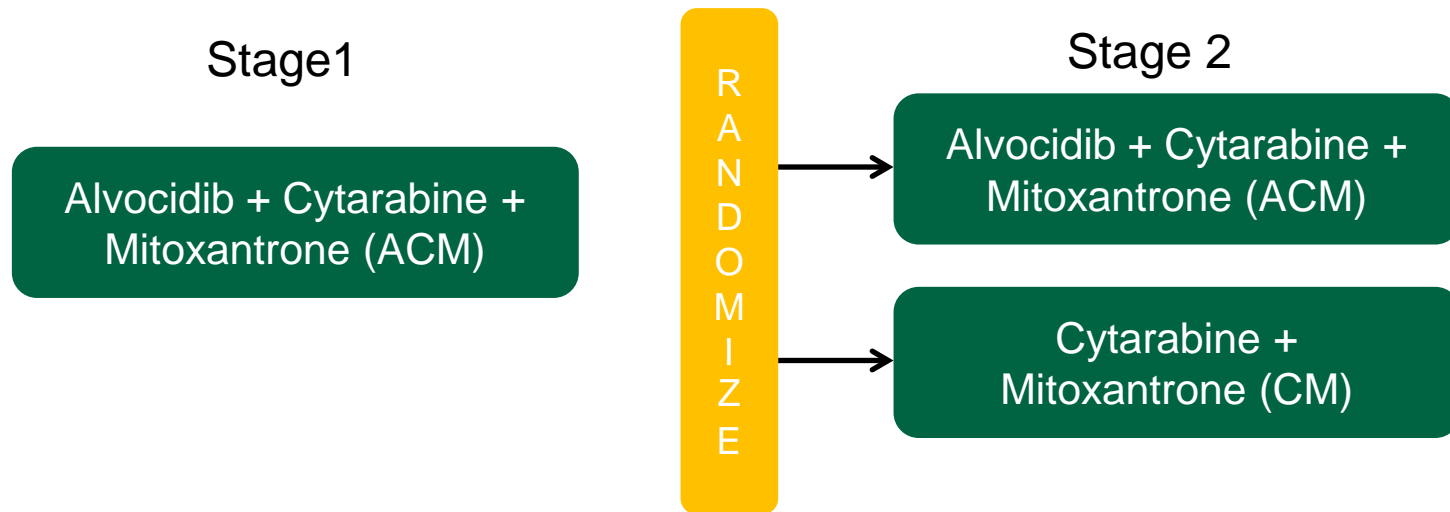 Stage1
Alvocidib + Cytarabine +
Mitoxantrone (ACM)
R
A
N
D
O
M
I
Z
E
Stage 2
Alvocidib + Cytarabine +
Mitoxantrone (ACM)
Cytarabine +
Mitoxantrone (CM)